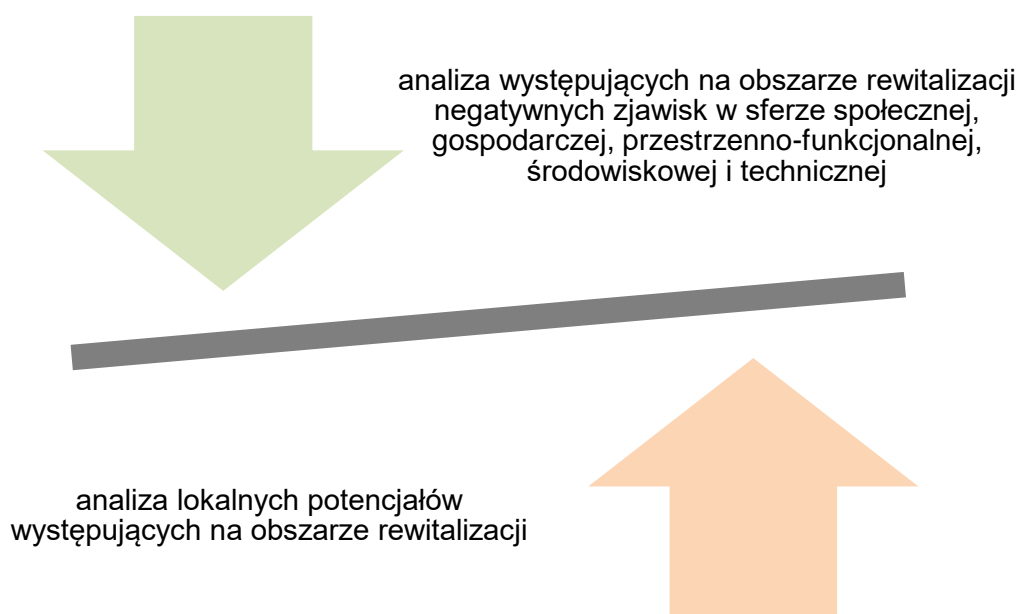 analiza występujących na obszarze rewitalizacji
negatywnych zjawisk w sferze społecznej,
gospodarczej, przestrzenno-funkcjonalnej,
środowiskowej i technicznej
analiza lokalnych potencjałów
występujących na obszarze rewitalizacji